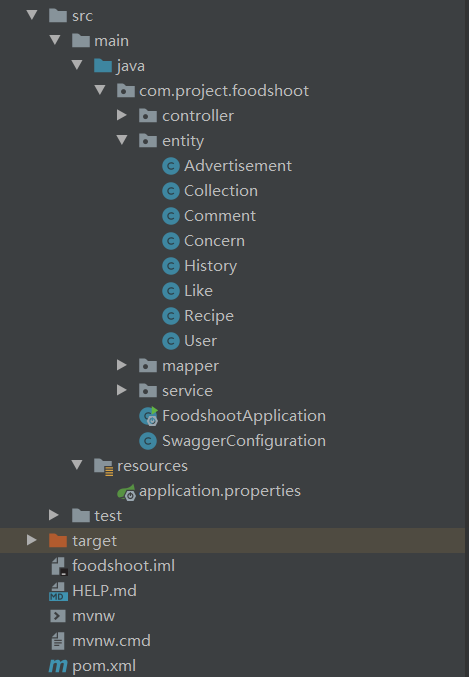 src
main
java
com.project.foodshoot
controller
entity
C Advertisement
C Collection
C Comment
C Concern
C History
C Like
C Recipe
C User
mapper
service
C FoodshootApplication
C SwaggerConfiguration
resources
application.properties
test
target
foodshoot.iml
MD HELP.md
mvnw
mvnw.cmd
m pom.xml